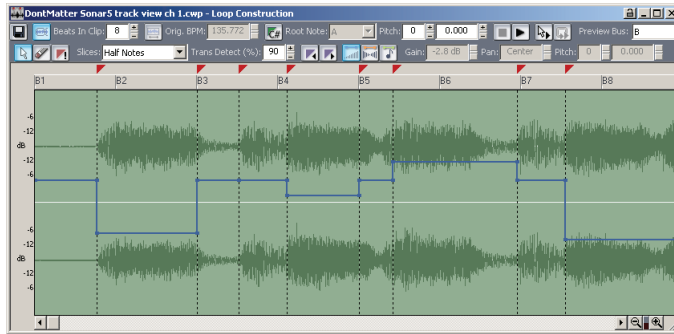 DontMatter Sonar5 track view ch 1.cwp - Loop Construction
Beats In Clip: 8 Orig. BPM: 135.772 C# Root Note: A Pitch: 0 0.000 Preview Bus: B
Slices: Half Notes Trans Detect (%): 90 Gain: -2.8 dB Pan: Center Pitch: 0 0.000
B1 B2 B3 B4 B5 B6 B7 B8
-6
-12
dB
-12
-6
-6
-12
dB
-12
-6